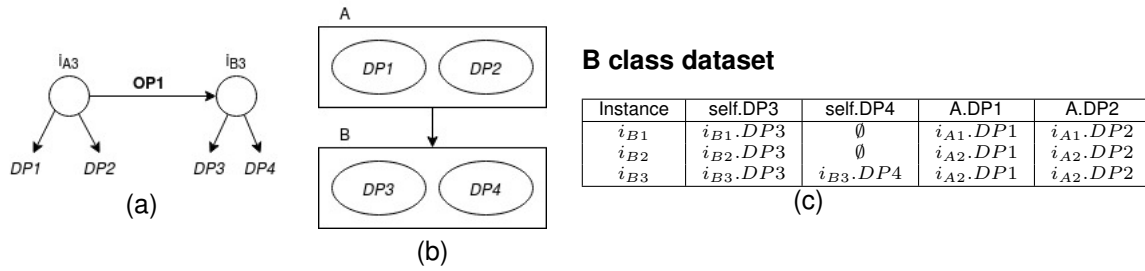 i_A3
i_B3
OP1
DP1
DP2
DP3
DP4
(a)
A
DP1
DP2
B
DP3
DP4
(b)
B class dataset
Instance self.DP3 self.DP4 A.DP1 A.DP2
i_B1 i_B1.DP3 ∅ i_A1.DP1 i_A1.DP2
i_B2 i_B2.DP3 ∅ i_A2.DP1 i_A2.DP2
i_B3 i_B3.DP3 i_B3.DP4 i_A2.DP1 i_A2.DP2
(c)